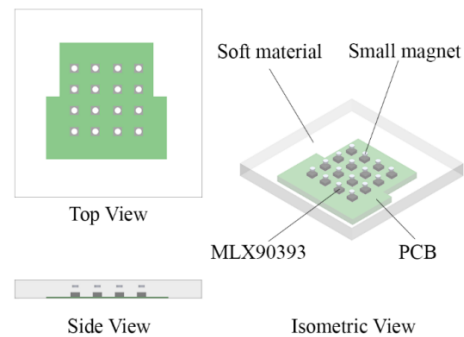 Soft material
Small magnet
Top View
MLX90393
PCB
Side View
Isometric View